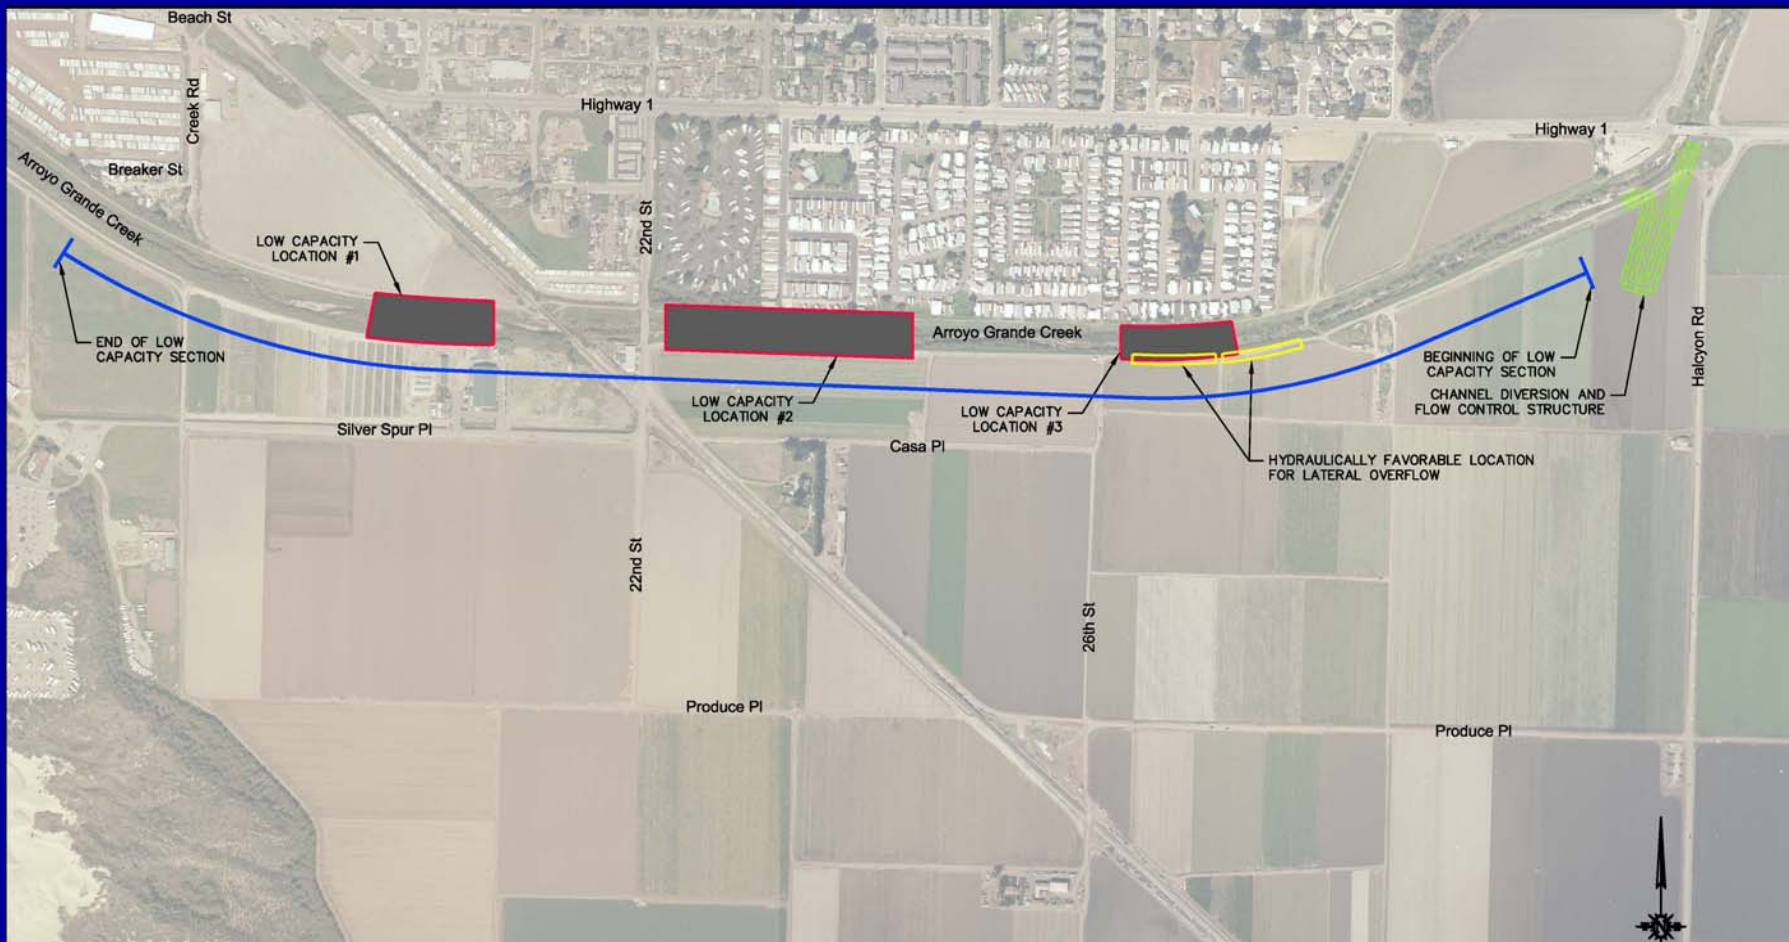 Beach St
Creek Rd
Highway 1
Highway 1
Breaker St
Arroyo Grande Creek
22nd St
LOW CAPACITY
LOCATION #1
END OF LOW
CAPACITY SECTION
Arroyo Grande Creek
BEGINNING OF LOW
CAPACITY SECTION
Halcyon Rd
CHANNEL DIVERSION AND
FLOW CONTROL STRUCTURE
LOW CAPACITY
LOCATION #2
LOW CAPACITY
LOCATION #3
Silver Spur Pl
Casa Pl
HYDRAULICALLY FAVORABLE LOCATION
FOR LATERAL OVERFLOW
22nd St
26th St
Produce Pl
Produce Pl
N